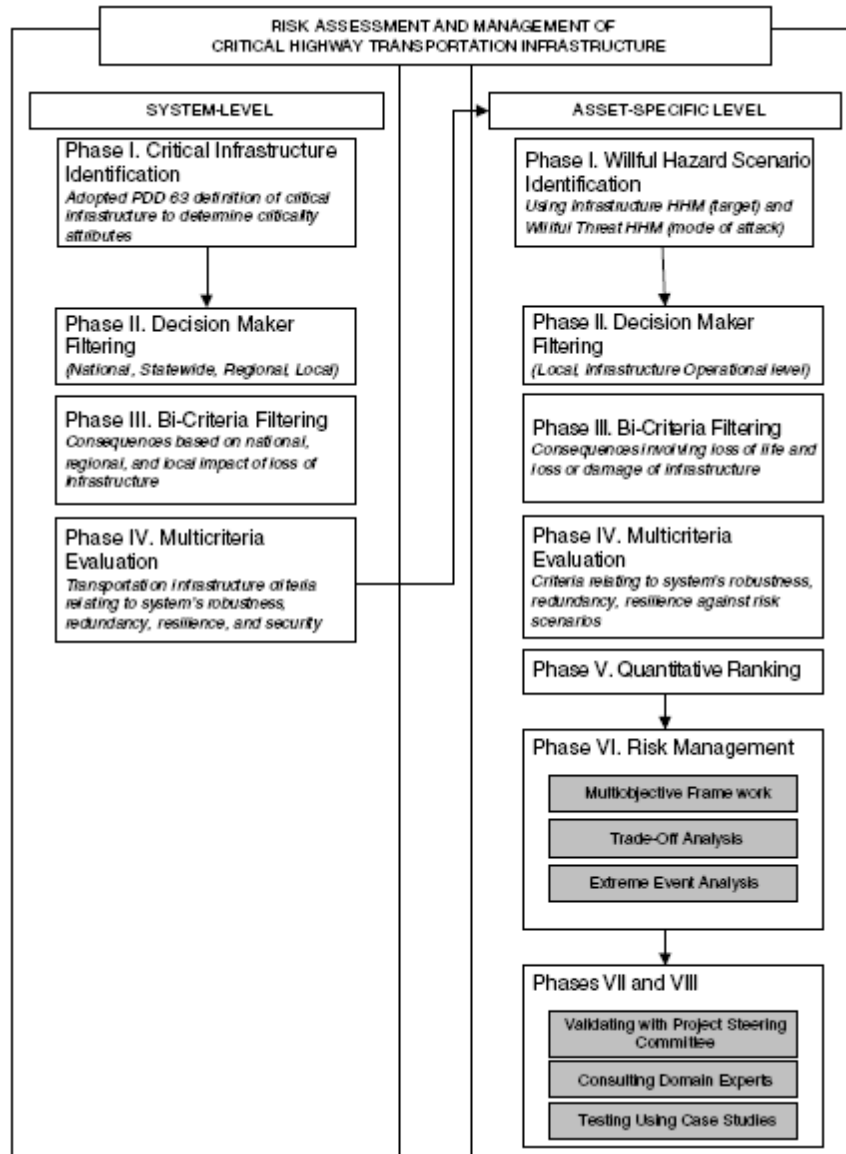 RISK ASSESSMENT AND MANAGEMENT OF
CRITICAL HIGHWAY TRANSPORTATION INFRASTRUCTURE
SYSTEM-LEVEL
Phase I. Critical Infrastructure
Identification
Adopted PDD 63 definition of critical
infrastructure to determine criticality
attributes
Phase II. Decision Maker
Filtering
(National, Statewide, Regional, Local)
Phase III. Bi-Criteria Filtering
Consequences based on national,
regional, and local impact of loss of
infrastructure
Phase IV. Multicriteria
Evaluation
Transportation infrastructure criteria
relating to system's robustness,
redundancy, resilience, and security
ASSET-SPECIFIC LEVEL
Phase I. Willful Hazard Scenario
Identification
Using Infrastructure HHM (target) and
Willful Threat HHM (mode of attack)
Phase II. Decision Maker
Filtering
(Local, Infrastructure Operational level)
Phase III. Bi-Criteria Filtering
Consequences involving loss of life and
loss or damage of infrastructure
Phase IV. Multicriteria
Evaluation
Criteria relating to system's robustness,
redundancy, resilience against risk
scenarios
Phase V. Quantitative Ranking
Phase VI. Risk Management
Multiobjective Framework
Trade-Off Analysis
Extreme Event Analysis
Phases VII and VIII
Validating with Project Steering
Committee
Consulting Domain Experts
Testing Using Case Studies